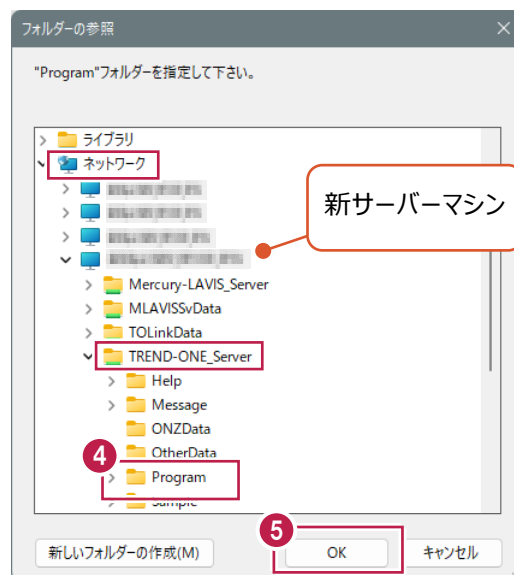 フォルダーの参照
"Program"フォルダーを指定して下さい。
ライブラリ
ネットワーク
新サーバーマシン
Mercury-LAVIS_Server
MLAVISSvData
TOLinkData
TREND-ONE_Server
Help
Message
ONZData
OtherData
4
Program
Sample
5
新しいフォルダーの作成(M)
OK
キャンセル